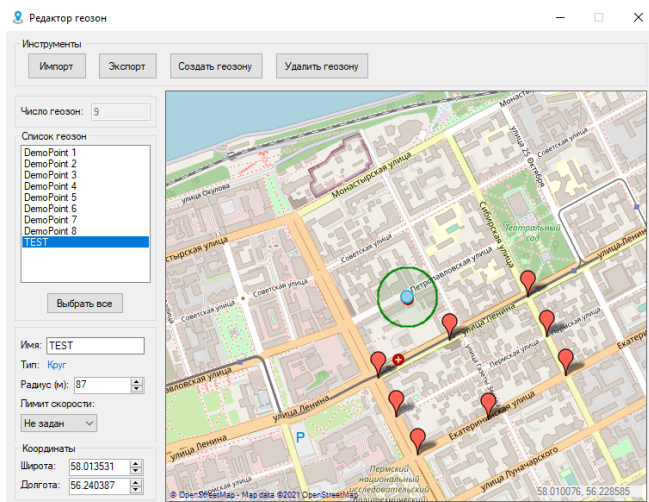 Редактор геозон
Инструменты
Импорт
Экспорт
Создать геозону
Удалить геозону
Число геозон: 9
Список геозон
DemoPoint 1
DemoPoint 2
DemoPoint 3
DemoPoint 4
DemoPoint 5
DemoPoint 6
DemoPoint 7
DemoPoint 8
TEST
Выбрать все
Имя: TEST
Тип: Круг
Радиус (м): 87
Лимит скорости:
Не задан
Координаты
Широта: 58.013531
Долгота: 56.240387
улица Окулова
Монастырская улица
улица 25 Октября
Советская улица
Сибирская улица
Театральный
сад
улица Ленин
Советская улица
Петропавловская улица
Советская улица
Советская улица
улица Ленина
Пермская улица
Пермская улица
улица Газеты
Екатерининская улица
улица Ленина
улица Ленина
улица Луначарского
P
Пермский
национальный
исследовательский
политехнический
© OpenStreetMap - Map data ©2021 OpenStreetMap
58.010076, 56.228585